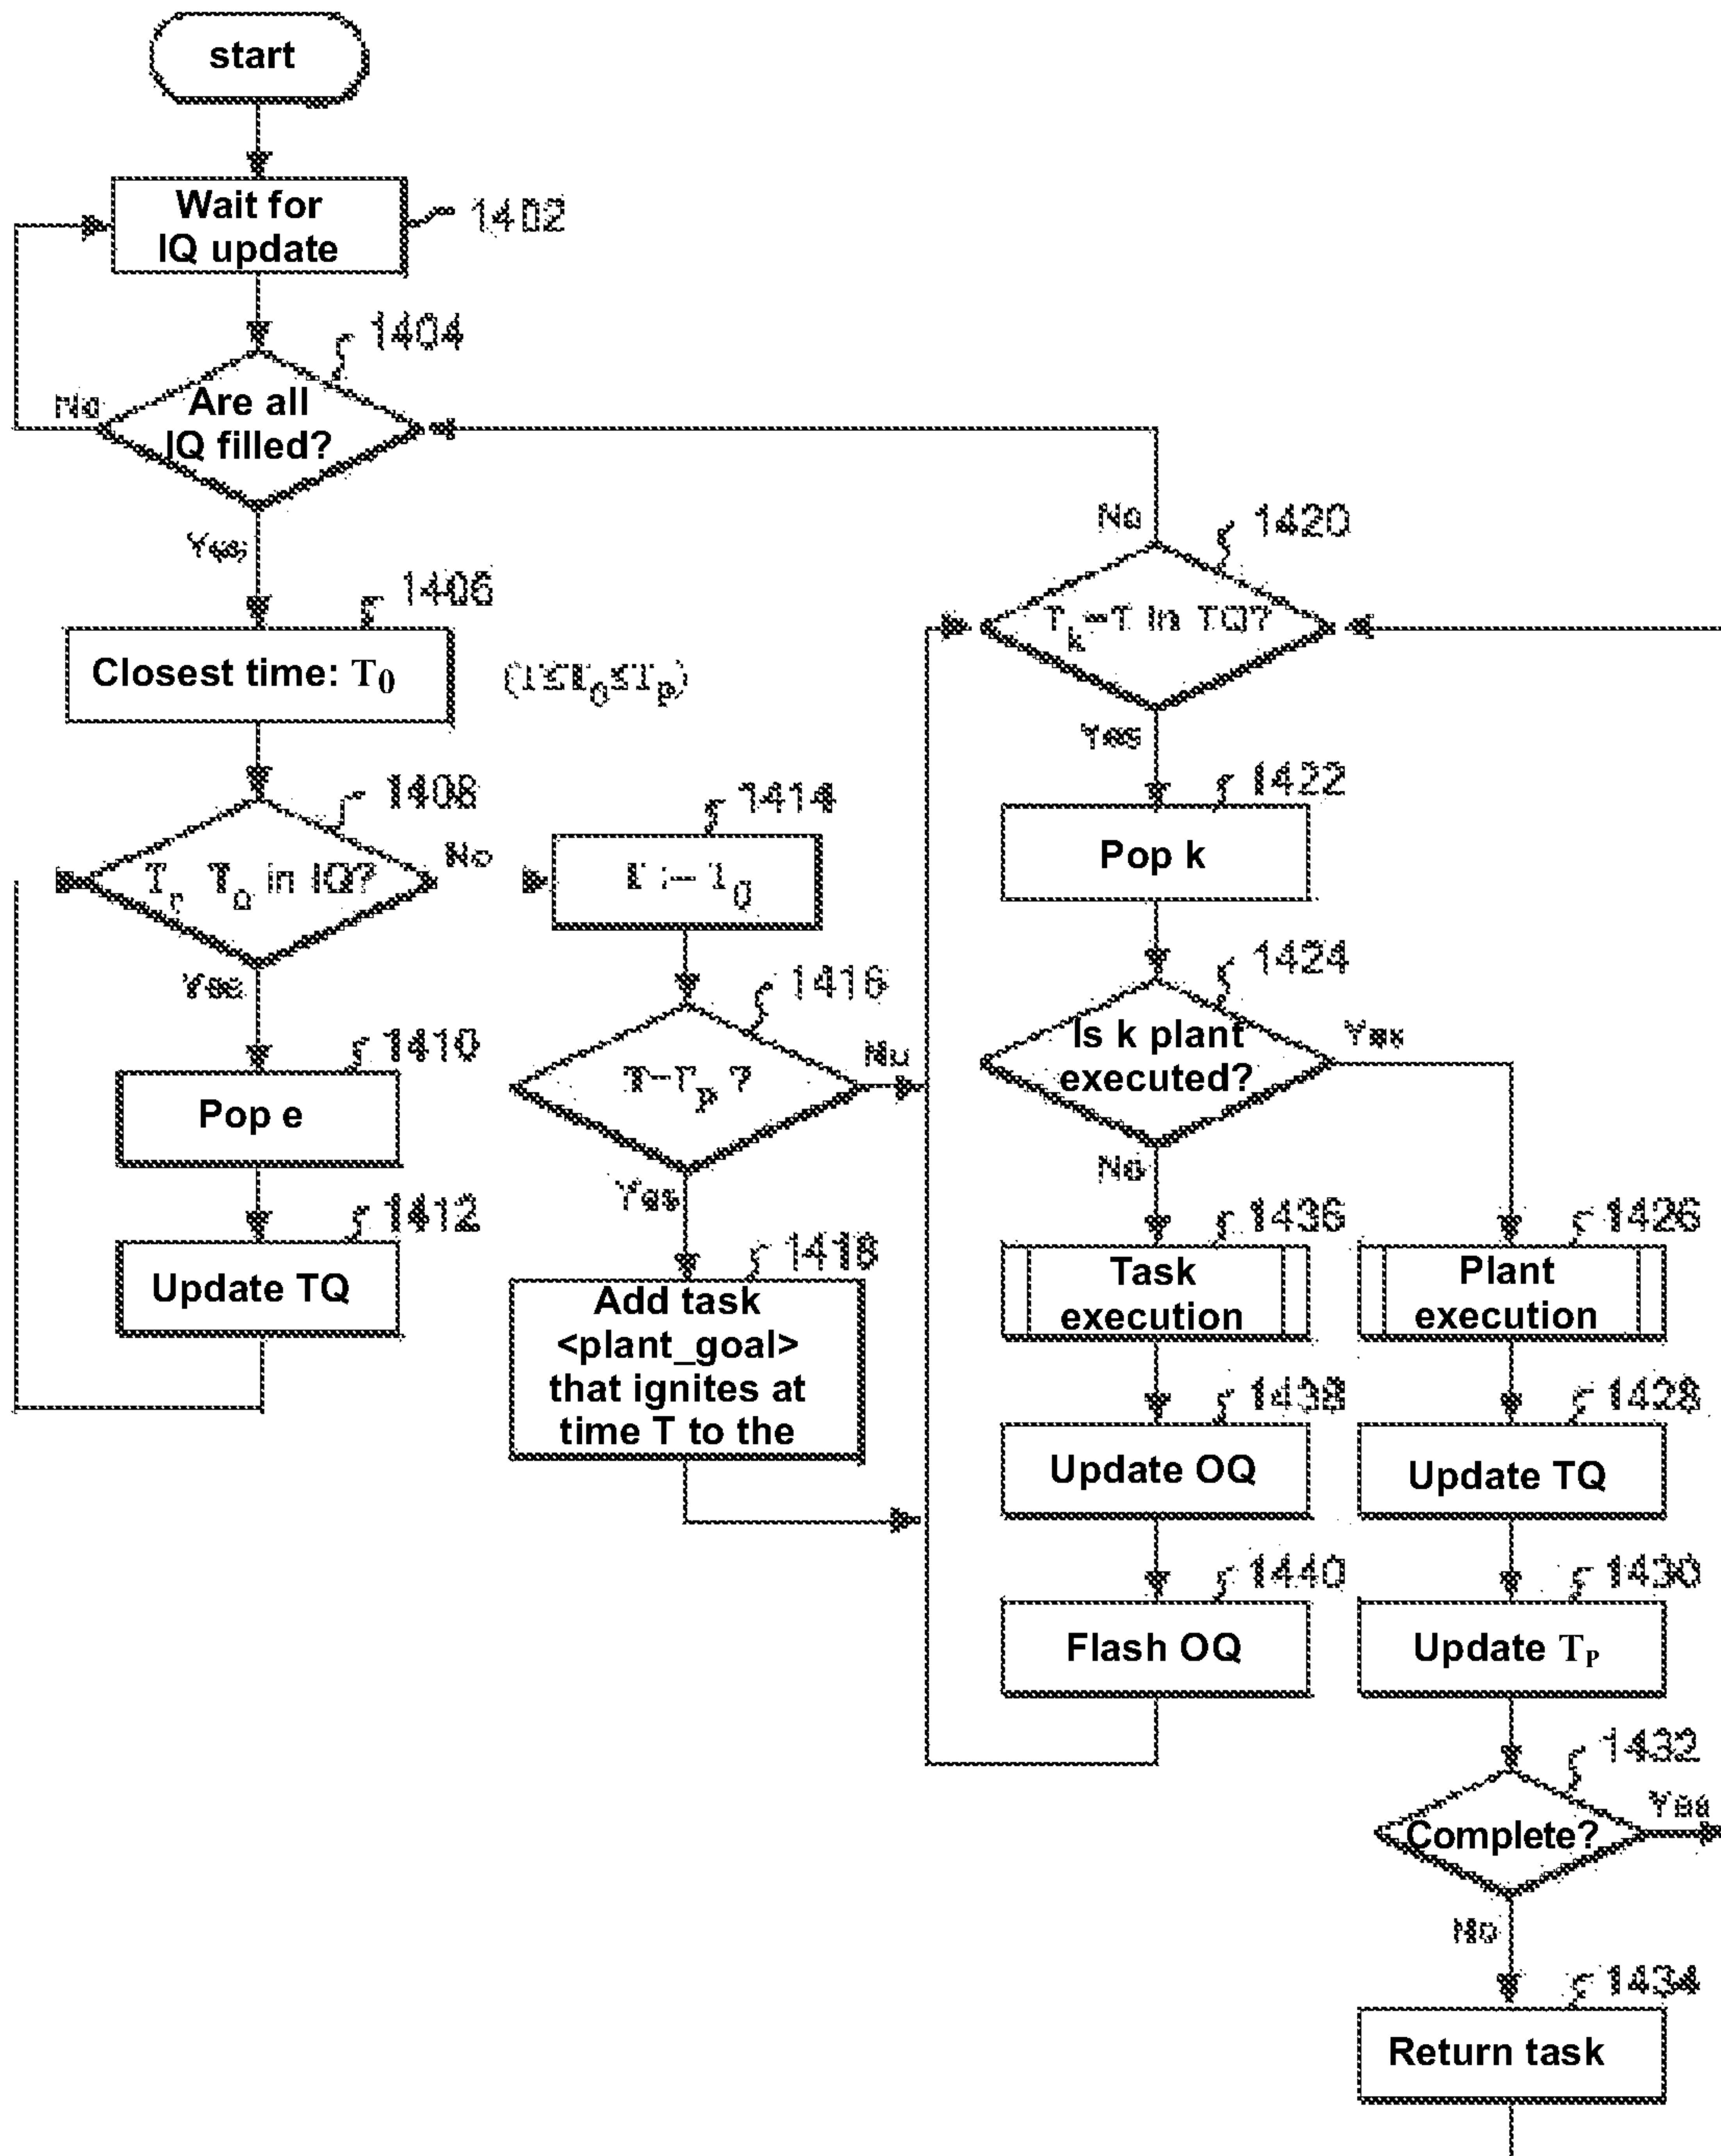 start
Wait for
IQ update
1402
1404
Are all
IQ filled?
No
Yes
1406
Closest time: T0
1408
in IQ?
No
Yes
1410
Pop e
1412
Update TQ
1414
1416
No
Yes
1418
Add task
<plant_goal>
that ignites at
time T to the
1420
No
in TQ?
Yes
1422
Pop k
1424
Is k plant
executed?
Yes
No
1436
Task
execution
1438
Update OQ
1440
Flash OQ
1426
Plant
execution
1428
Update TQ
1430
Update TP
1432
Complete?
Yes
No
1434
Return task